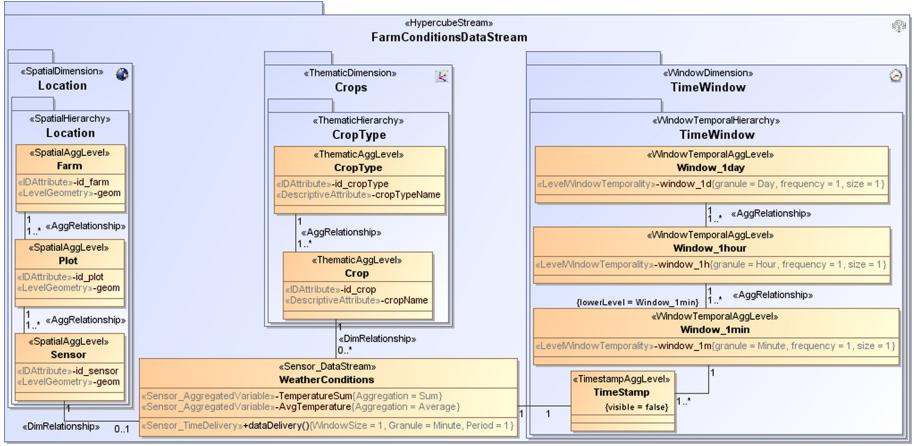 «HypercubeStream»
FarmConditionsDataStream
«SpatialDimension»
Location
«SpatialHierarchy»
Location
«SpatialAggLevel»
Farm
«IDAttribute»-id_farm
«LevelGeometry»-geom
1
1..*
«AggRelationship»
«SpatialAggLevel»
Plot
«IDAttribute»-id_plot
«LevelGeometry»-geom
1
1..*
«AggRelationship»
«SpatialAggLevel»
Sensor
«IDAttribute»-id_sensor
«LevelGeometry»-geom
1
«DimRelationship»
0..1
«ThematicDimension»
Crops
«ThematicHierarchy»
CropType
«ThematicAggLevel»
CropType
«IDAttribute»-id_cropType
«DescriptiveAttribute»-cropTypeName
1
«AggRelationship»
1..*
«ThematicAggLevel»
Crop
«IDAttribute»-id_crop
«DescriptiveAttribute»-cropName
1
«DimRelationship»
0..*
«Sensor_DataStream»
WeatherConditions
«Sensor_AggregatedVariable»-TemperatureSum{Aggregation = Sum}
«Sensor_AggregatedVariable»-AvgTemperature{Aggregation = Average}
«Sensor_TimeDelivery»+dataDelivery(){WindowSize = 1, Granule = Minute, Period = 1}
«WindowDimension»
TimeWindow
«WindowTemporalHierarchy»
TimeWindow
«WindowTemporalAggLevel»
Window_1day
«LevelWindowTemporality»-window_1d{granule = Day, frequency = 1, size = 1}
1
1..*
«AggRelationship»
«WindowTemporalAggLevel»
Window_1hour
«LevelWindowTemporality»-window_1h{granule = Hour, frequency = 1, size = 1}
1
«AggRelationship»
{lowerLevel = Window_1min}
1..*
«WindowTemporalAggLevel»
Window_1min
«LevelWindowTemporality»-window_1m{granule = Minute, frequency = 1, size = 1}
1
1..*
«TimestampAggLevel»
TimeStamp
{visible = false}
1
1